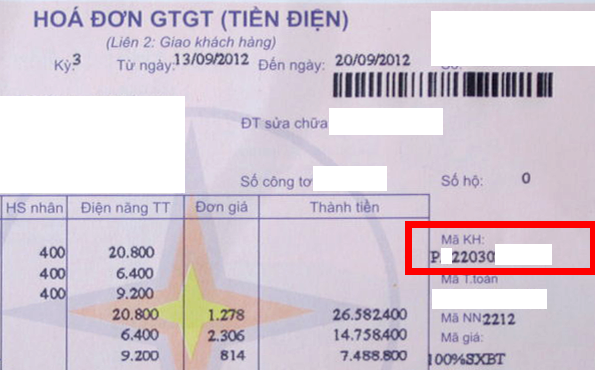 HOÁ ĐƠN GTGT (TIỀN ĐIỆN)
(Liên 2: Giao khách hàng)
Kỳ:3 Từ ngày:13/09/2012 Đến ngày: 20/09/2012
ĐT sửa chữa
Số công tơ Số hộ: 0
HS nhân Điện năng TT Đơn giá Thành tiền
Mã KH:
400 20.800 P 22030
400 6.400 Mã T.toán
400 9.200
20.800 1.278 26.582.400 Mã NN:2212
6.400 2.306 14.758.400 Mã giá:
9.200 814 7.488.800 100%SXBT